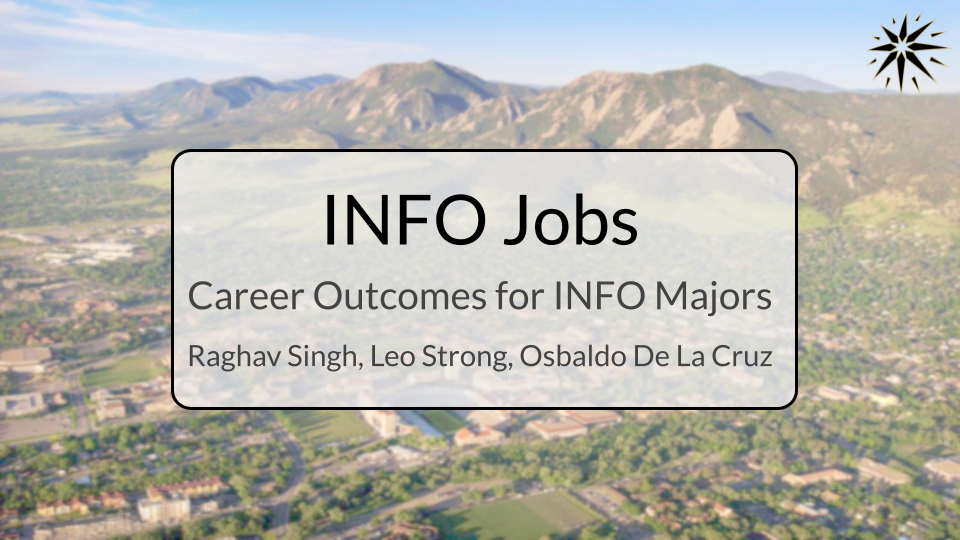 INFO Jobs
Career Outcomes for INFO Majors
Raghav Singh, Leo Strong, Osbaldo De La Cruz